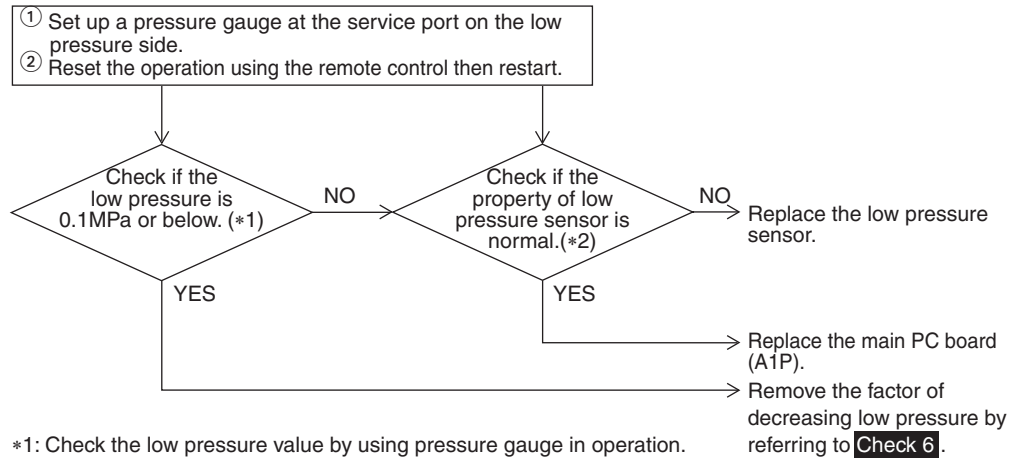 ① Set up a pressure gauge at the service port on the low
pressure side.
② Reset the operation using the remote control then restart.
Check if the
low pressure is
0.1MPa or below. (*1)
NO
YES
Check if the
property of low
pressure sensor is
normal.(*2)
NO
YES
Replace the low pressure
sensor.
Replace the main PC board
(A1P).
Remove the factor of
decreasing low pressure by
referring to Check 6.
*1: Check the low pressure value by using pressure gauge in operation.